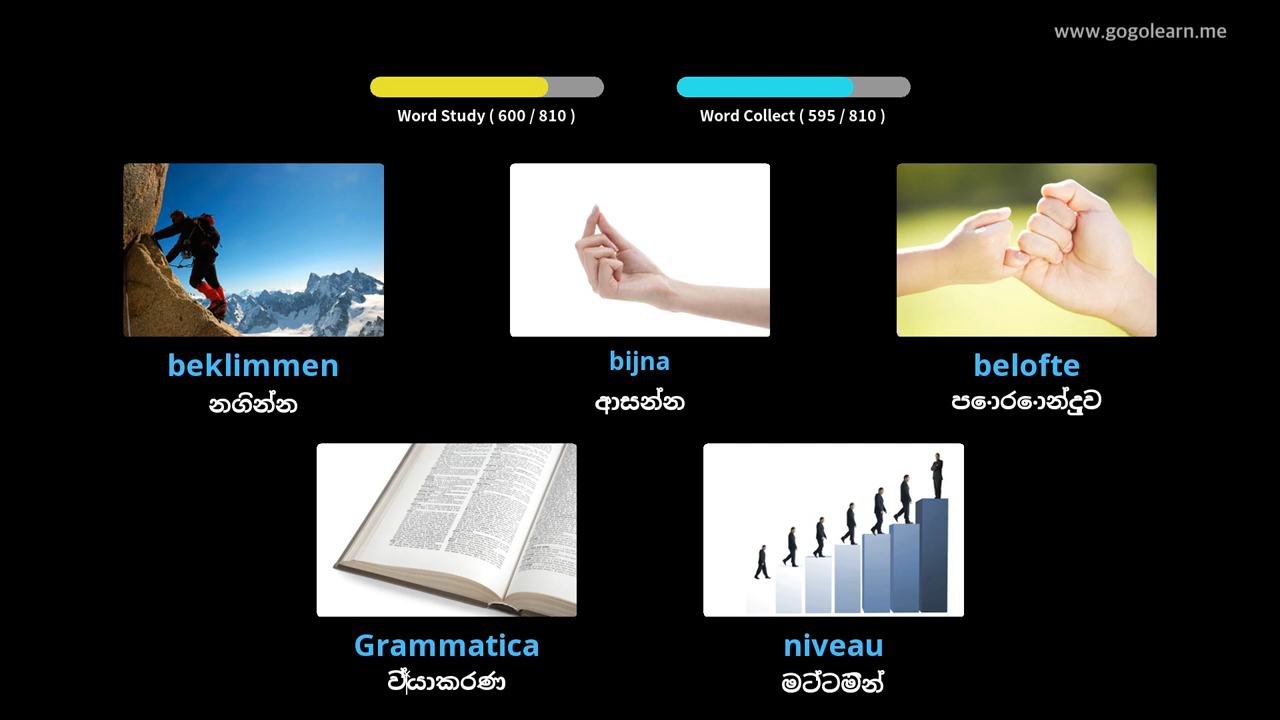 www.gogolearn.me
Word Study ( 600 / 810 )
Word Collect ( 595 / 810 )
beklimmen
නගින්න
bijna
ආසන්න
belofte
පොරොන්දුව
Grammatica
ව්යාකරණ
niveau
මට්ටමින්